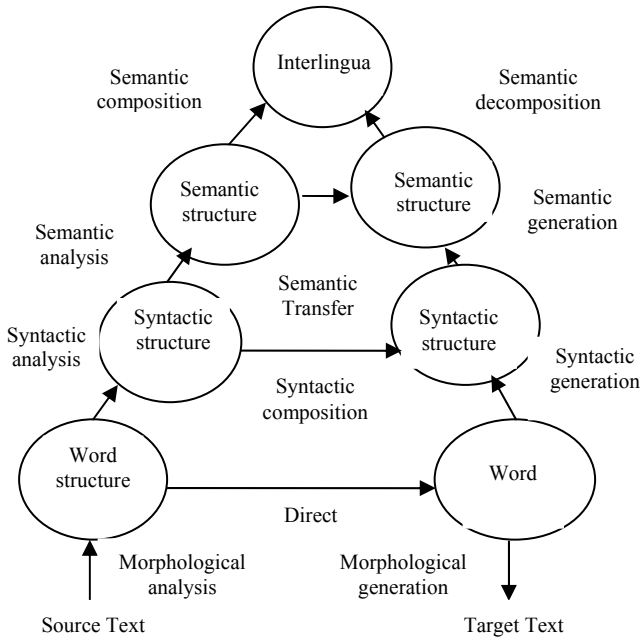 Interlingua
Semantic
composition
Semantic
decomposition
Semantic
structure
Semantic
structure
Semantic
analysis
Semantic
generation
Semantic
Transfer
Syntactic
analysis
Syntactic
structure
Syntactic
structure
Syntactic
generation
Syntactic
composition
Word
structure
Word
Direct
Morphological
analysis
Morphological
generation
Source Text
Target Text